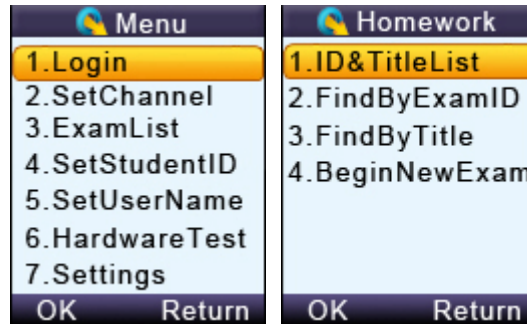 Menu
1.Login
2.SetChannel
3.ExamList
4.SetStudentID
5.SetUserName
6.HardwareTest
7.Settings
OK Return
Homework
1.ID&TitleList
2.FindByExamID
3.FindByTitle
4.BeginNewExam
OK Return